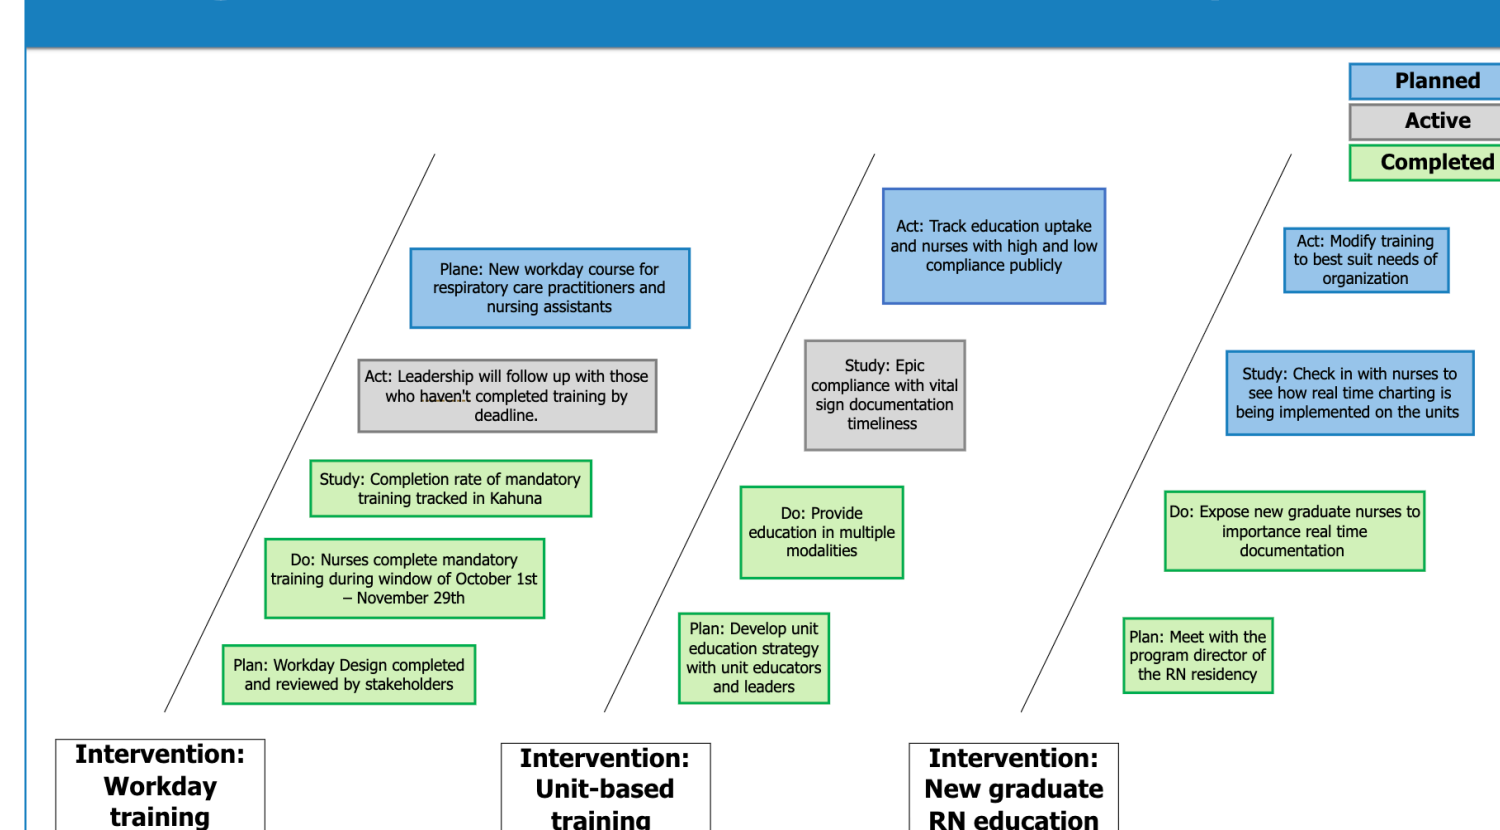 Planned
Active
Completed
Plane: New workday course for
respiratory care practitioners and
nursing assistants
Act: Leadership will follow up with those
who haven't completed training by
deadline.
Study: Completion rate of mandatory
training tracked in Kahuna
Do: Nurses complete mandatory
training during window of October 1st
– November 29th
Plan: Workday Design completed
and reviewed by stakeholders
Intervention:
Workday
training
Act: Track education uptake
and nurses with high and low
compliance publicly
Study: Epic
compliance with vital
sign documentation
timeliness
Do: Provide
education in multiple
modalities
Plan: Develop unit
education strategy
with unit educators
and leaders
Intervention:
Unit-based
training
Act: Modify training
to best suit needs of
organization
Study: Check in with nurses to
see how real time charting is
being implemented on the units
Do: Expose new graduate nurses to
importance real time
documentation
Plan: Meet with the
program director of
the RN residency
Intervention:
New graduate
RN education